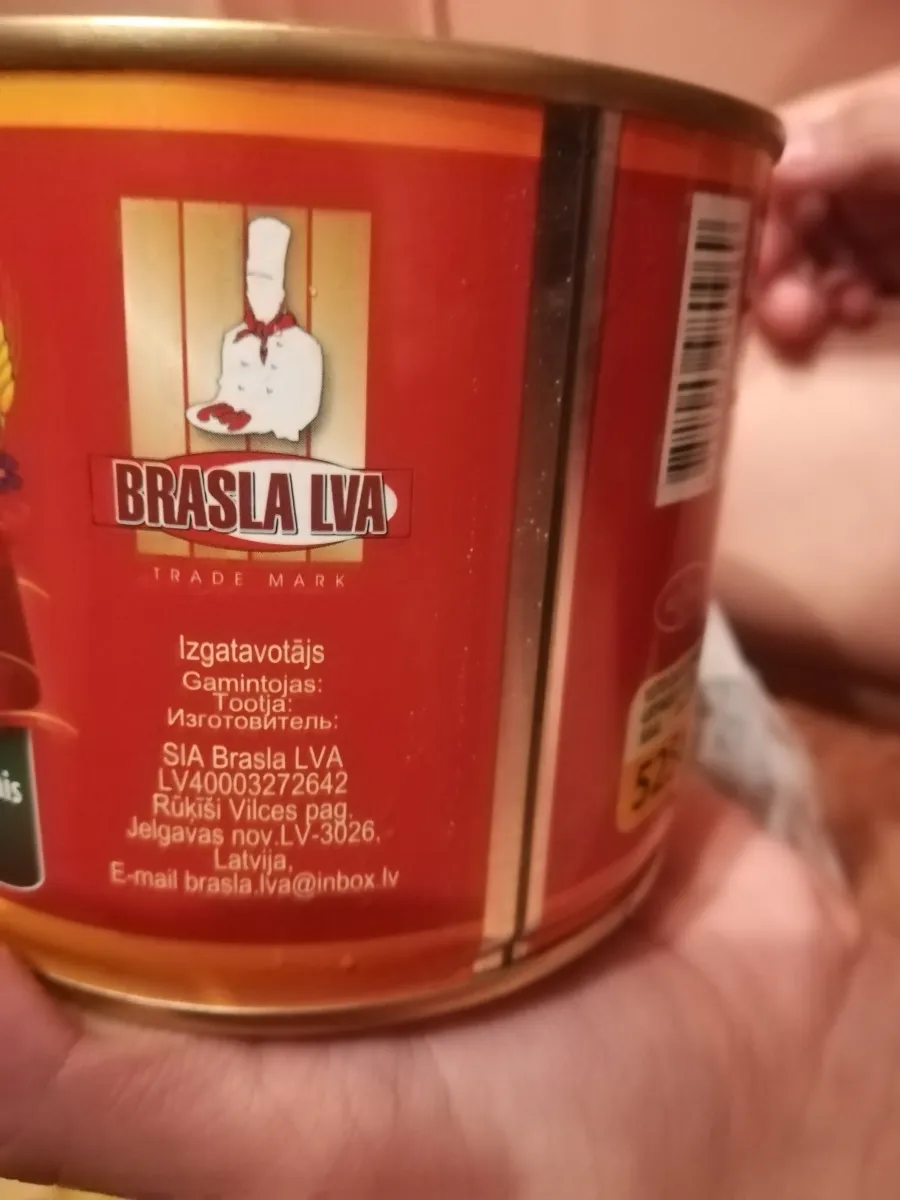 BRASLA LVA
TRADE MARK
Izgatavotājs
Gamintojas:
Tootja:
Изготовитель:
SIA Brasla LVA
LV40003272642
Rūķīši Vilces pag.
Jelgavas nov.LV-3026,
Latvija,
E-mail brasla.lva@inbox.lv